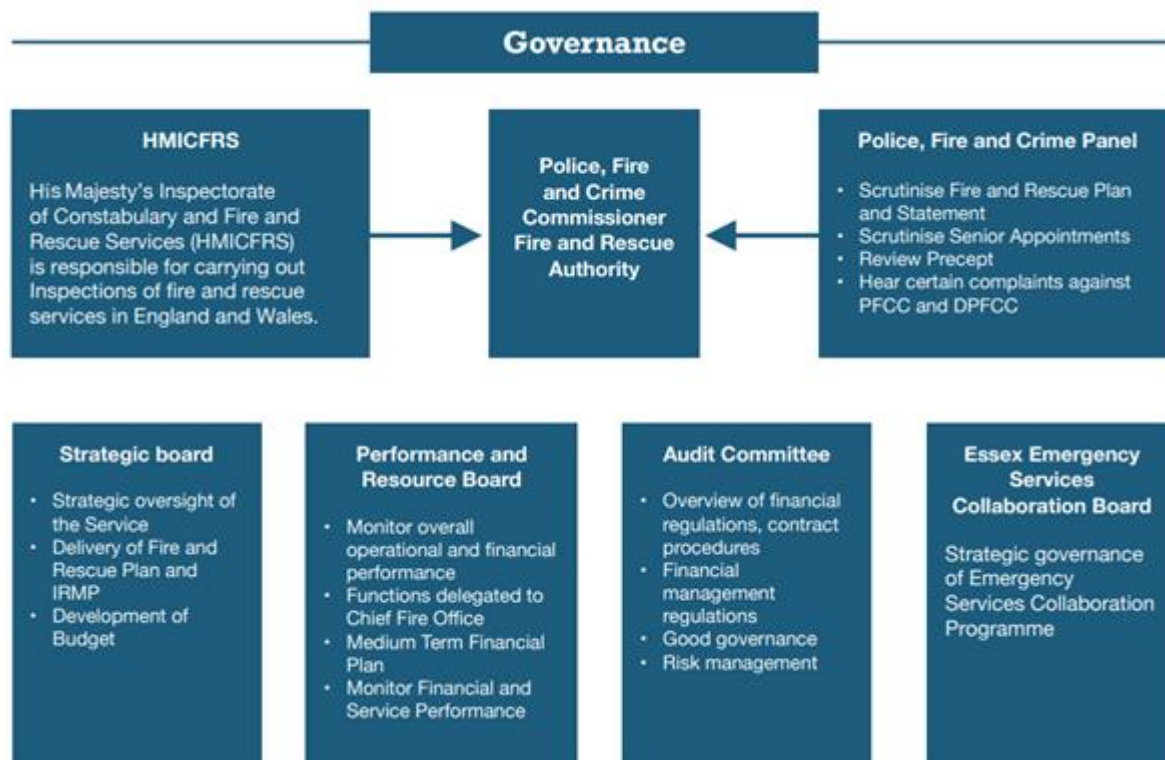 Governance
HMICFRS
His Majesty's Inspectorate
of Constabulary and Fire and
Rescue Services (HMICFRS)
is responsible for carrying out
Inspections of fire and rescue
services in England and Wales.
Police, Fire
and Crime
Commissioner
Fire and Rescue
Authority
Police, Fire and Crime Panel
• Scrutinise Fire and Rescue Plan
and Statement
• Scrutinise Senior Appointments
• Review Precept
• Hear certain complaints against
PFCC and DPFCC
Strategic board
• Strategic oversight of
the Service
• Delivery of Fire and
Rescue Plan and
IRMP
• Development of
Budget
Performance and
Resource Board
• Monitor overall
operational and financial
performance
• Functions delegated to
Chief Fire Office
• Medium Term Financial
Plan
• Monitor Financial and
Service Performance
Audit Committee
• Overview of financial
regulations, contract
procedures
• Financial
management
regulations
• Good governance
• Risk management
Essex Emergency
Services
Collaboration Board
Strategic governance
of Emergency
Services Collaboration
Programme